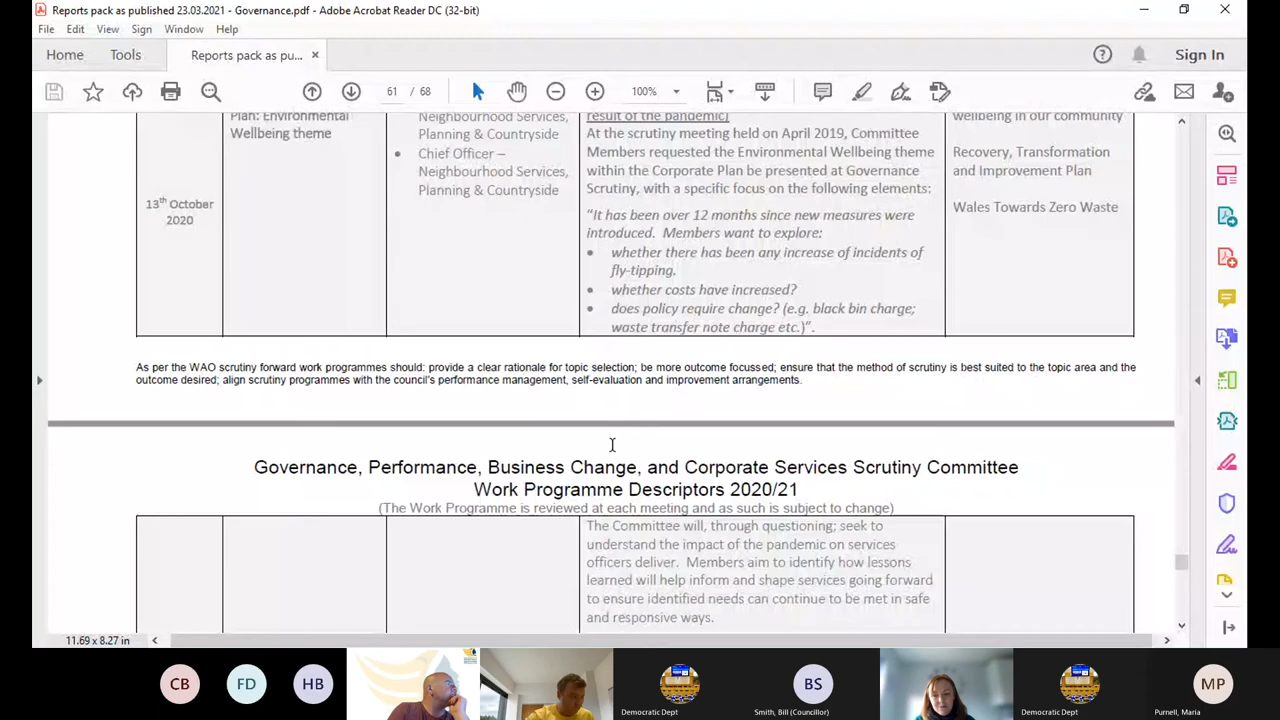 Reports pack as published 23.03.2021 - Governance.pdf - Adobe Acrobat Reader DC (32-bit)
File Edit View Sign Window Help
Home Tools Reports pack as pu... × Sign In
61 / 68 100%
Plan: Environmental
Wellbeing theme
Neighbourhood Services,
Planning & Countryside
• Chief Officer –
Neighbourhood Services,
Planning & Countryside
13th October
2020
result of the pandemic)
At the scrutiny meeting held on April 2019, Committee
Members requested the Environmental Wellbeing theme
within the Corporate Plan be presented at Governance
Scrutiny, with a specific focus on the following elements:
“It has been over 12 months since new measures were
introduced. Members want to explore:
• whether there has been any increase of incidents of
fly-tipping.
• whether costs have increased?
• does policy require change? (e.g. black bin charge;
waste transfer note charge etc.)”.
wellbeing in our community
Recovery, Transformation
and Improvement Plan
Wales Towards Zero Waste
As per the WAO scrutiny forward work programmes should: provide a clear rationale for topic selection; be more outcome focussed; ensure that the method of scrutiny is best suited to the topic area and the
outcome desired; align scrutiny programmes with the council's performance management, self-evaluation and improvement arrangements.
Governance, Performance, Business Change, and Corporate Services Scrutiny Committee
Work Programme Descriptors 2020/21
(The Work Programme is reviewed at each meeting and as such is subject to change)
The Committee will, through questioning; seek to
understand the impact of the pandemic on services
officers deliver. Members aim to identify how lessons
learned will help inform and shape services going forward
to ensure identified needs can continue to be met in safe
and responsive ways.
11.69 x 8.27 in
CB FD HB BS MP
Democratic Dept Smith, Bill (Councillor) Democratic Dept Purnell, Maria